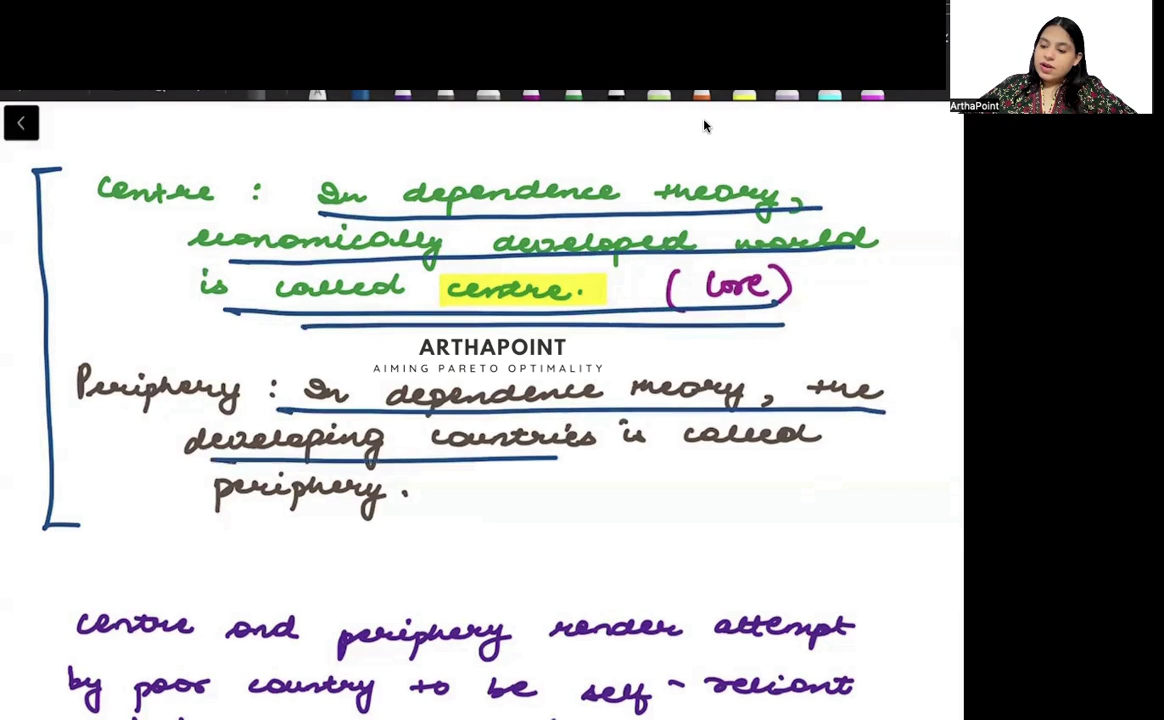 ArthaPoint
Centre : In dependence theory,
economically developed world
is called centre. (Core)
ARTHAPOINT
AIMING PARETO OPTIMALITY
Periphery : In dependence theory, the
developing countries is called
periphery.
centre and periphery render attempt
by poor country to be self - reliant